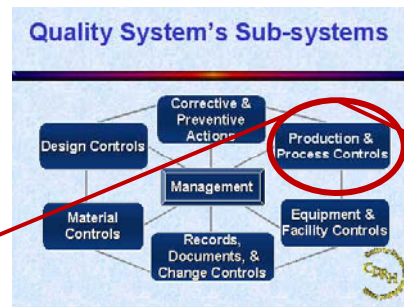 Quality System's Sub-systems
Corrective &
Preventive
Actions
Design Controls
Production &
Process Controls
Management
Material
Controls
Equipment &
Facility Controls
Records,
Documents, &
Change Controls
CDRH